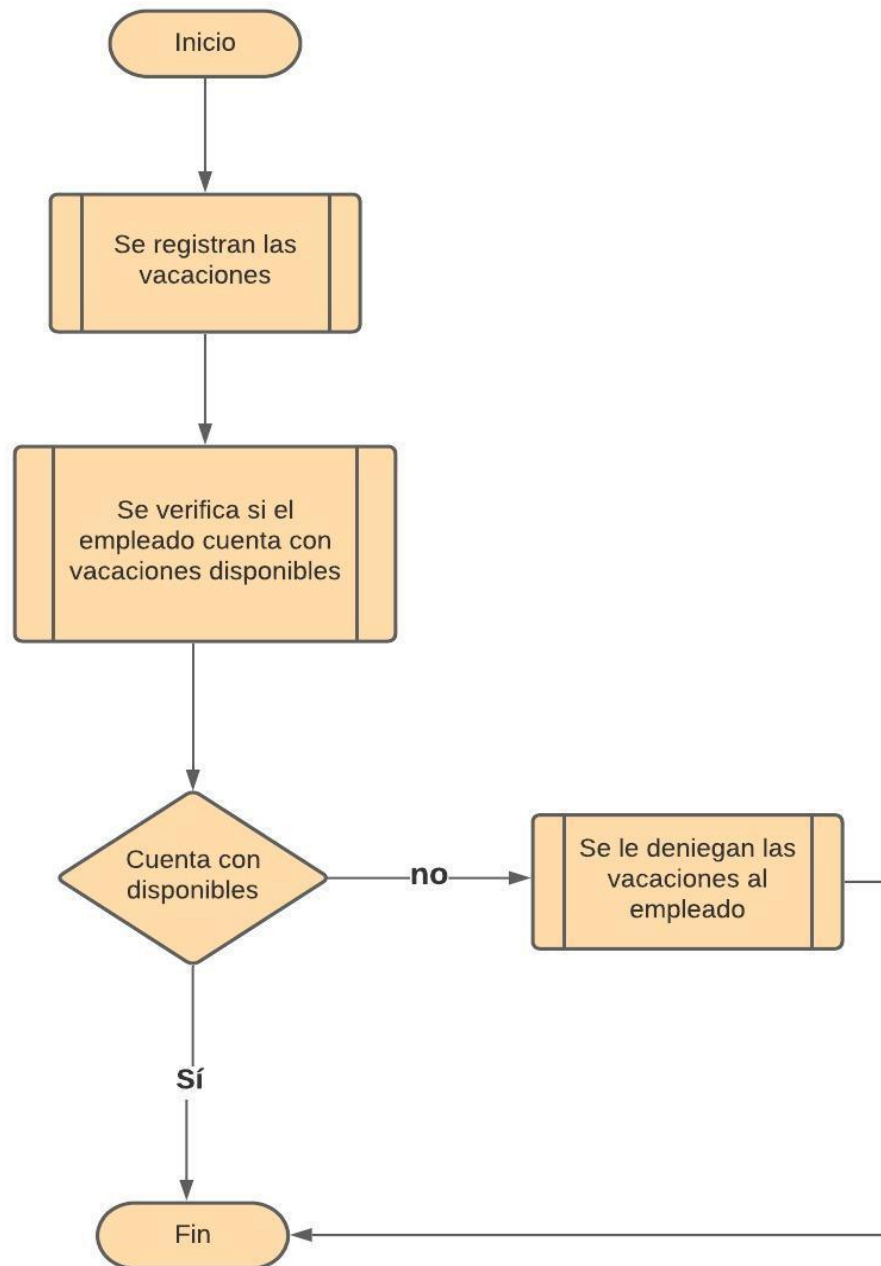 Inicio
Se registran las
vacaciones
Se verifica si el
empleado cuenta con
vacaciones disponibles
Cuenta con
disponibles
no
Se le deniegan las
vacaciones al
empleado
Sí
Fin